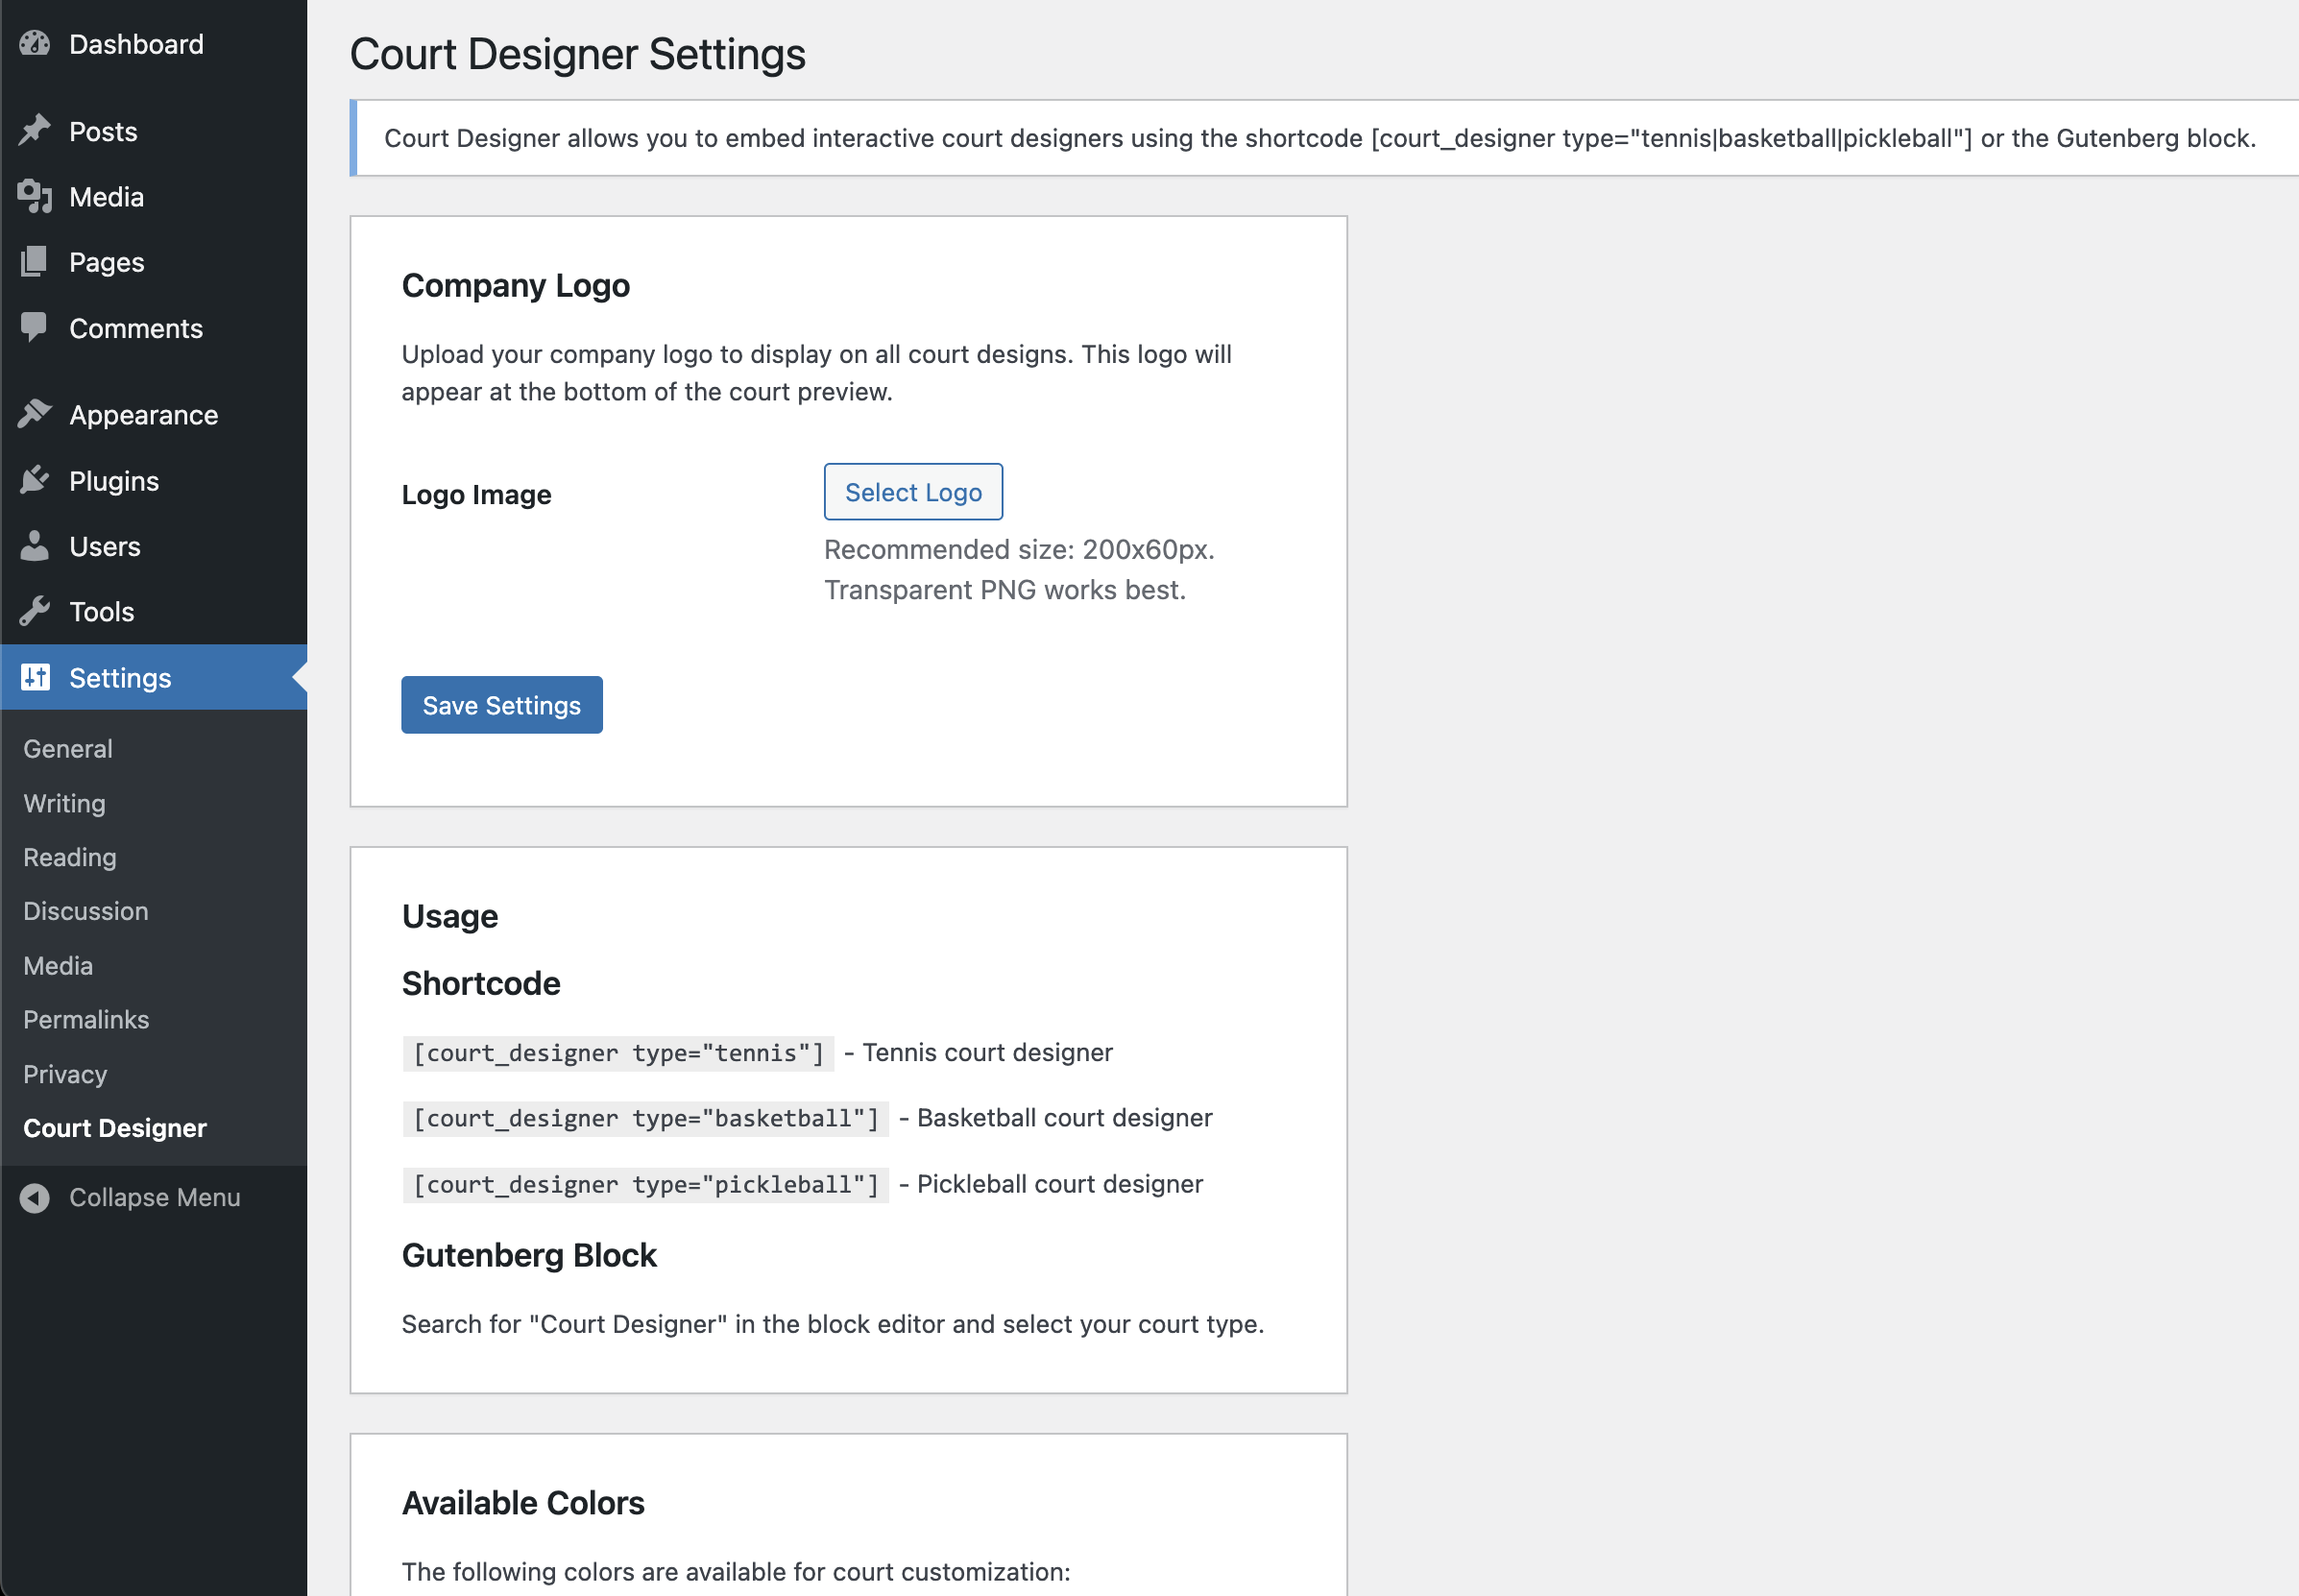 Dashboard
Posts
Media
Pages
Comments
Appearance
Plugins
Users
Tools
Settings
General
Writing
Reading
Discussion
Media
Permalinks
Privacy
Court Designer
Collapse Menu
Court Designer Settings
Court Designer allows you to embed interactive court designers using the shortcode [court_designer type="tennis|basketball|pickleball"] or the Gutenberg block.
Company Logo
Upload your company logo to display on all court designs. This logo will
appear at the bottom of the court preview.
Logo Image
Select Logo
Recommended size: 200x60px.
Transparent PNG works best.
Save Settings
Usage
Shortcode
[court_designer type="tennis"] - Tennis court designer
[court_designer type="basketball"] - Basketball court designer
[court_designer type="pickleball"] - Pickleball court designer
Gutenberg Block
Search for "Court Designer" in the block editor and select your court type.
Available Colors
The following colors are available for court customization: